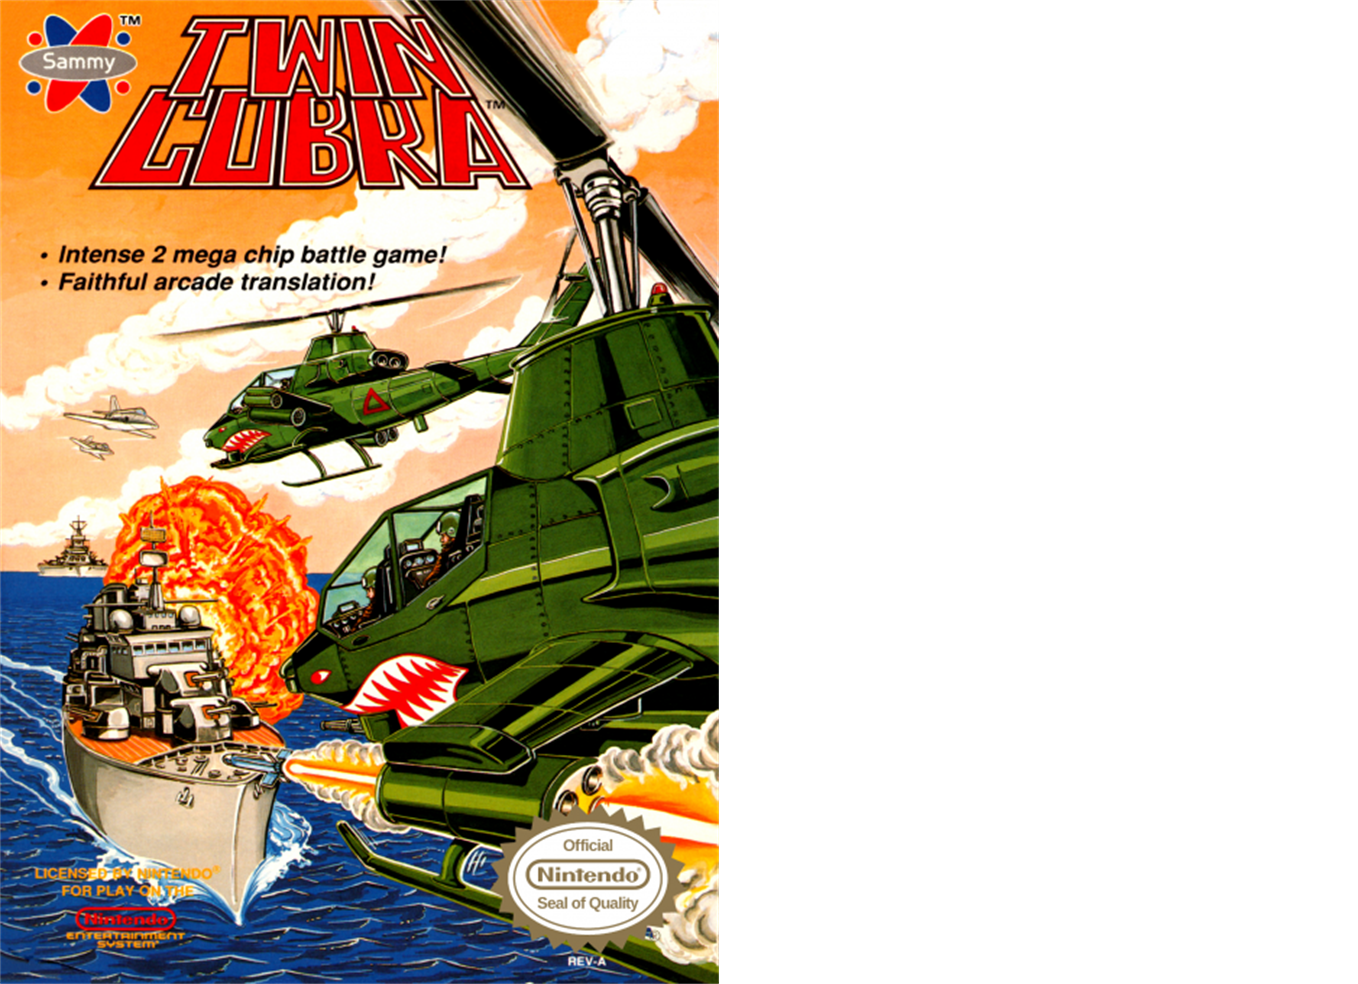 Sammy
TM
TWIN
COBRA
TM
• Intense 2 mega chip battle game!
• Faithful arcade translation!
LICENSED BY NINTENDO®
FOR PLAY ON THE
Nintendo
ENTERTAINMENT
SYSTEM®
Official
Nintendo®
Seal of Quality
REV-A